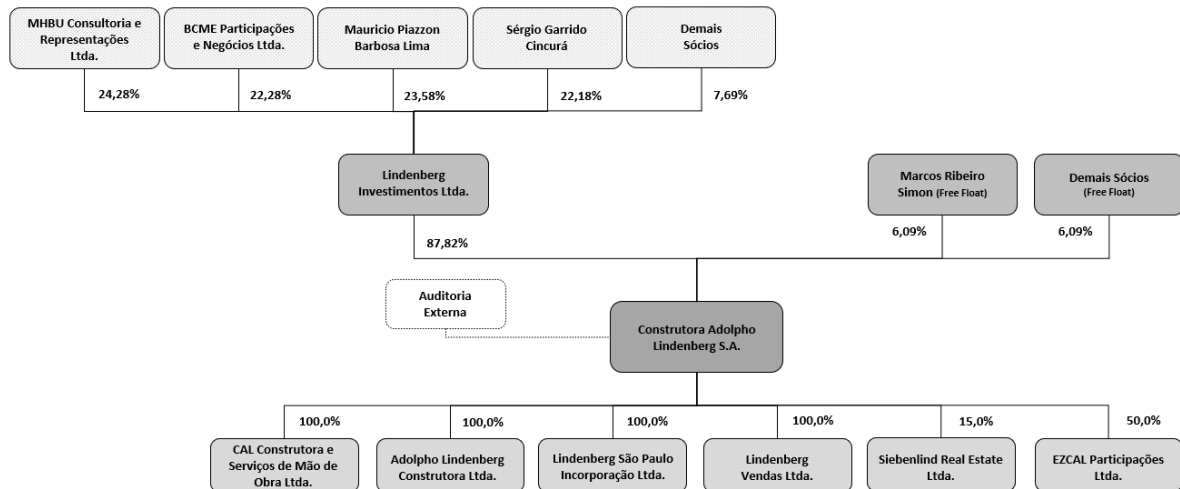 MHBU Consultoria e
Representações
Ltda.
BCME Participações
e Negócios Ltda.
Mauricio Piazzon
Barbosa Lima
Sérgio Garrido
Cincurá
Demais
Sócios
24,28%
22,28%
23,58%
22,18%
7,69%
Lindenberg
Investimentos Ltda.
Marcos Ribeiro
Simon (Free Float)
Demais Sócios
(Free Float)
87,82%
6,09%
6,09%
Auditoria
Externa
Construtora Adolpho
Lindenberg S.A.
100,0%
100,0%
100,0%
100,0%
15,0%
50,0%
CAL Construtora e
Serviços de Mão de
Obra Ltda.
Adolpho Lindenberg
Construtora Ltda.
Lindenberg São Paulo
Incorporação Ltda.
Lindenberg
Vendas Ltda.
Siebenlind Real Estate
Ltda.
EZCAL Participações
Ltda.